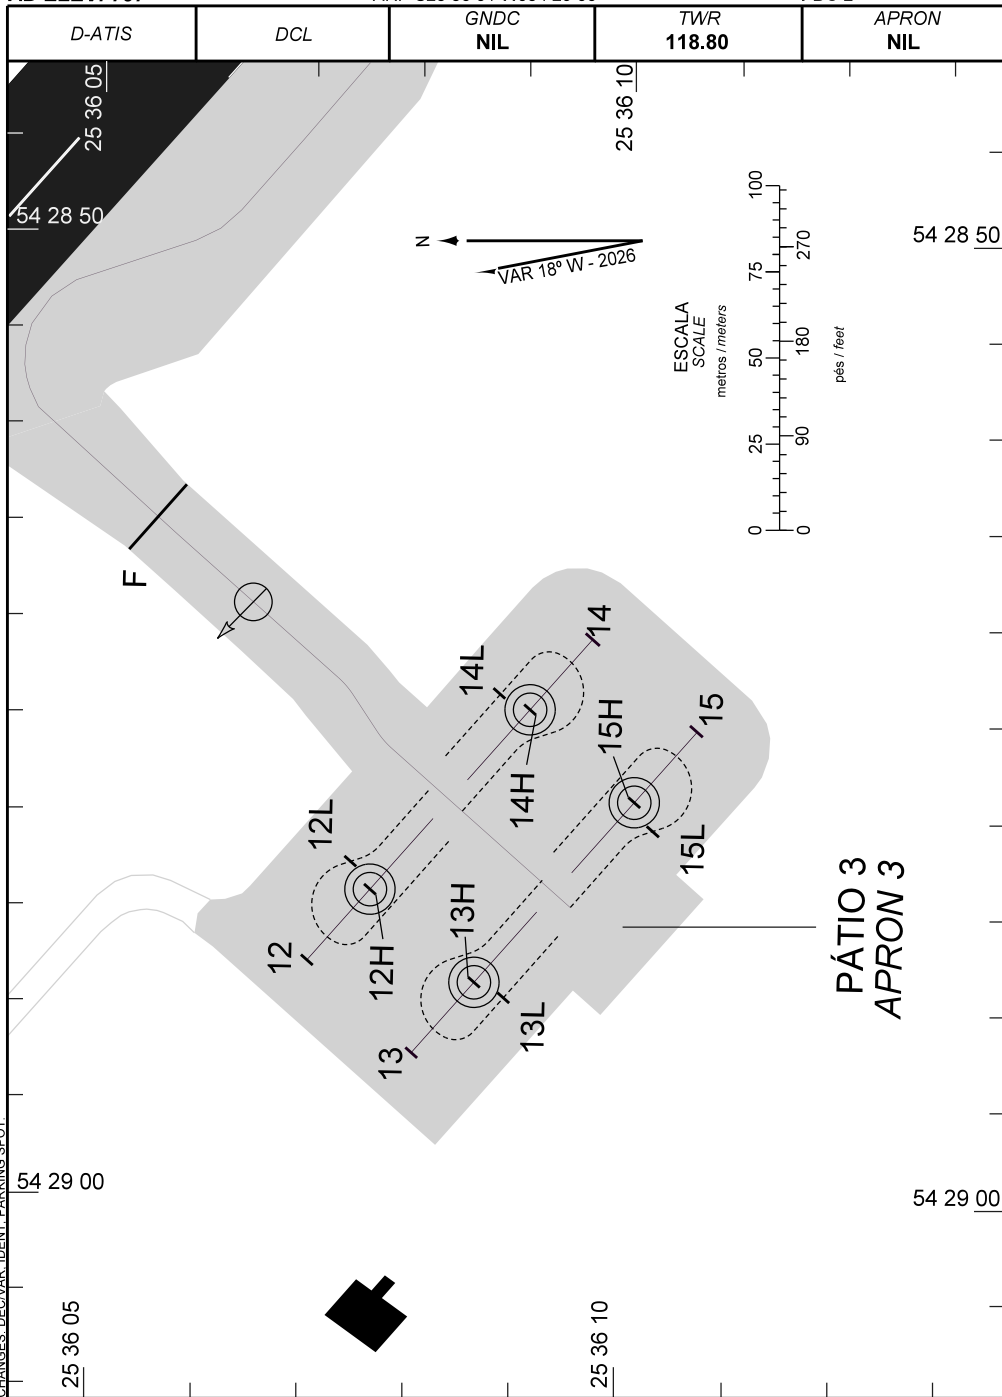 D-ATIS
DCL
GNDC
NIL
TWR
118.80
APRON
NIL
25 36 05
25 36 10
54 28 50
54 28 50
N
VAR 18º W - 2026
ESCALA
SCALE
metros / meters
0 25 50 75 100
0 90 180 270
pés / feet
F
14L
14
14H
15H
15
15L
12L
12
12H
13H
13
13L
PÁTIO 3
APRON 3
54 29 00
54 29 00
25 36 05
25 36 10